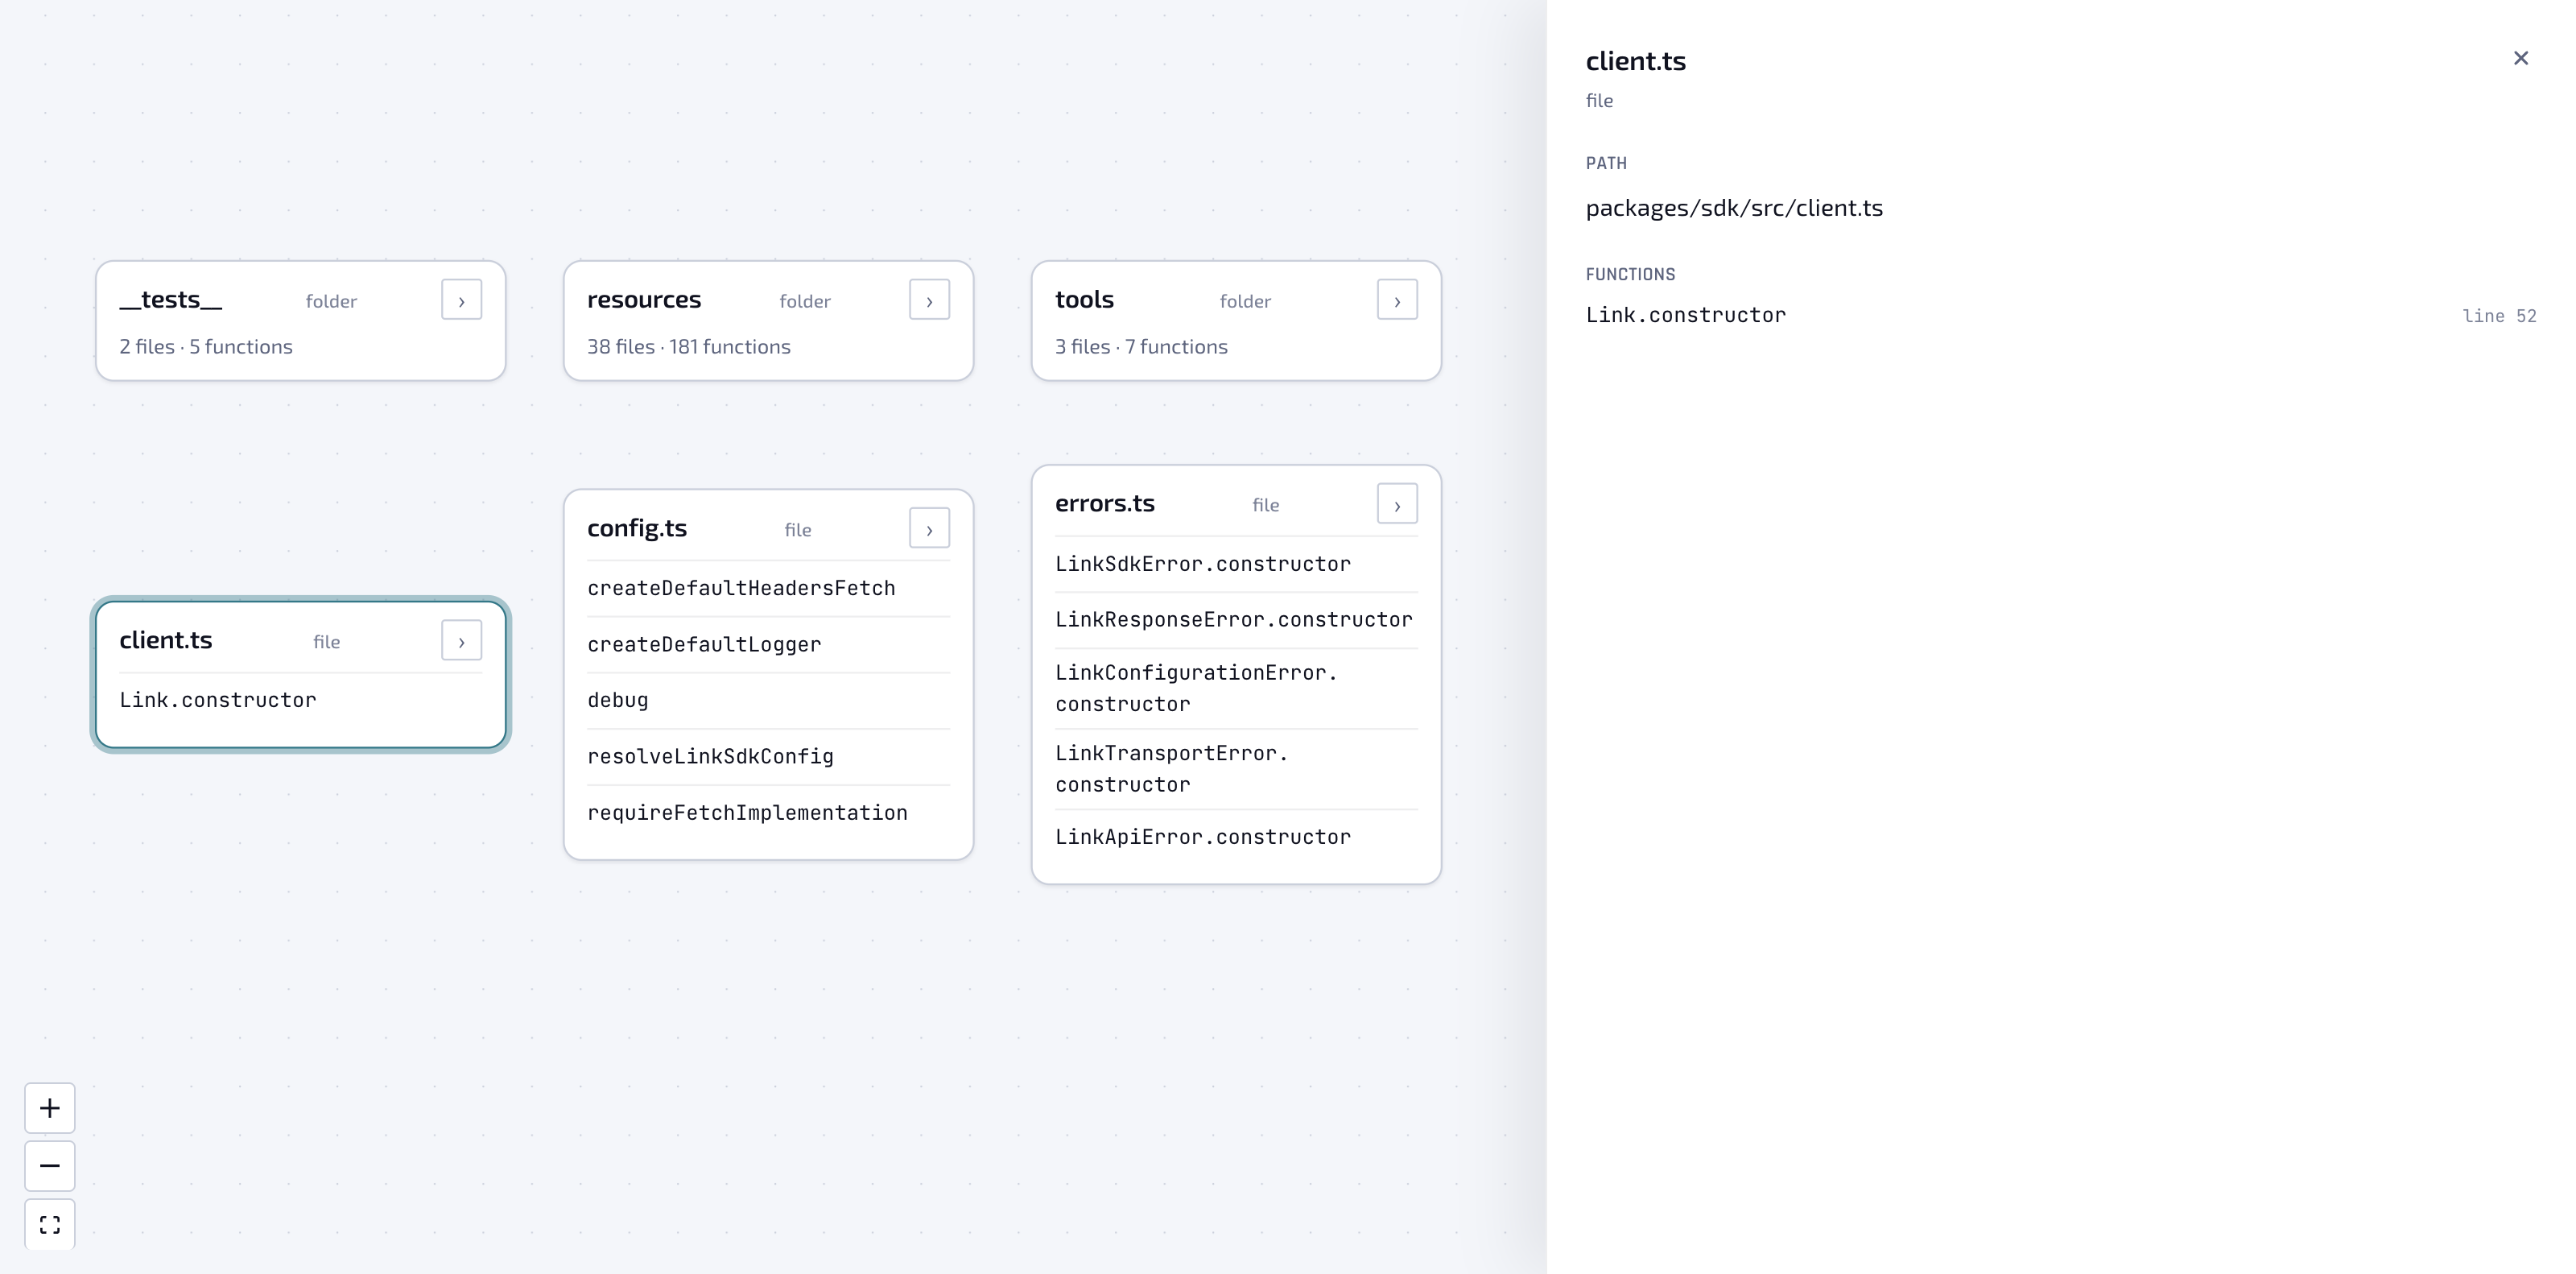 __tests__ folder ›
2 files · 5 functions
resources folder ›
38 files · 181 functions
tools folder ›
3 files · 7 functions
client.ts file ›
Link.constructor
config.ts file ›
createDefaultHeadersFetch
createDefaultLogger
debug
resolveLinkSdkConfig
requireFetchImplementation
errors.ts file ›
LinkSdkError.constructor
LinkResponseError.constructor
LinkConfigurationError.
constructor
LinkTransportError.
constructor
LinkApiError.constructor
client.ts
file
PATH
packages/sdk/src/client.ts
FUNCTIONS
Link.constructor line 52